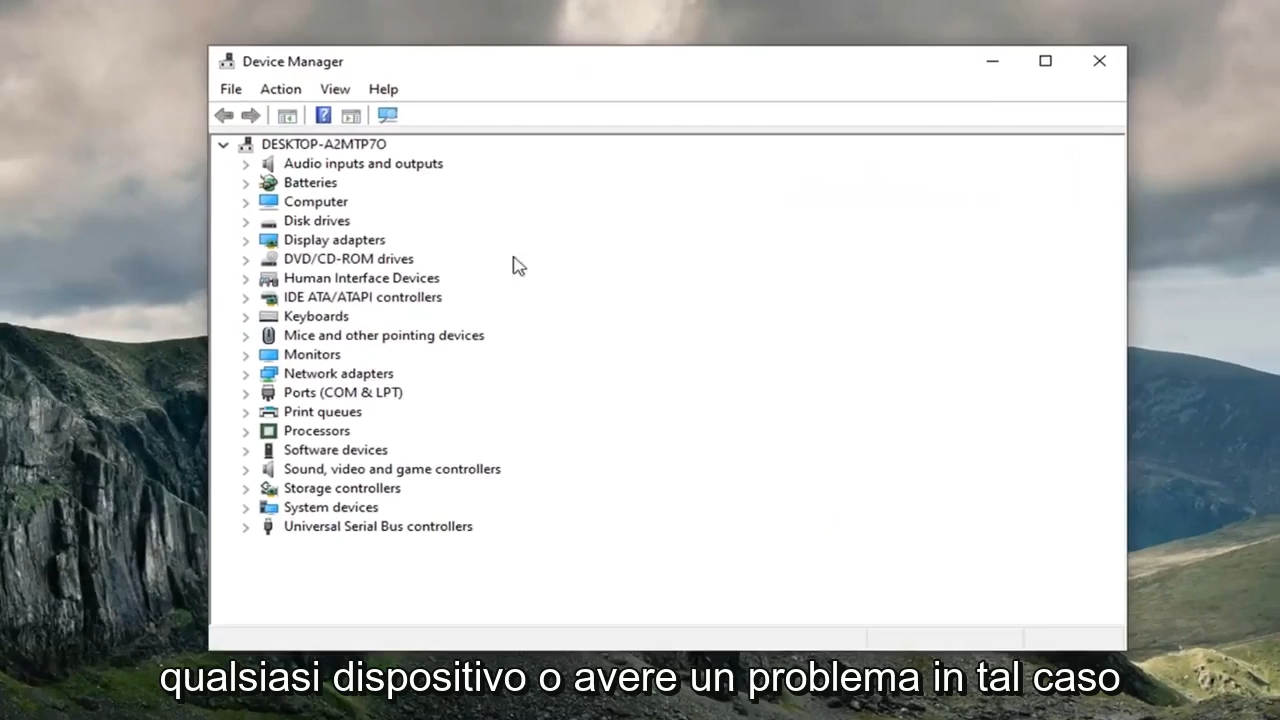 Device Manager
File Action View Help
DESKTOP-A2MTP7O
Audio inputs and outputs
Batteries
Computer
Disk drives
Display adapters
DVD/CD-ROM drives
Human Interface Devices
IDE ATA/ATAPI controllers
Keyboards
Mice and other pointing devices
Monitors
Network adapters
Ports (COM & LPT)
Print queues
Processors
Software devices
Sound, video and game controllers
Storage controllers
System devices
Universal Serial Bus controllers
qualsiasi dispositivo o avere un problema in tal caso